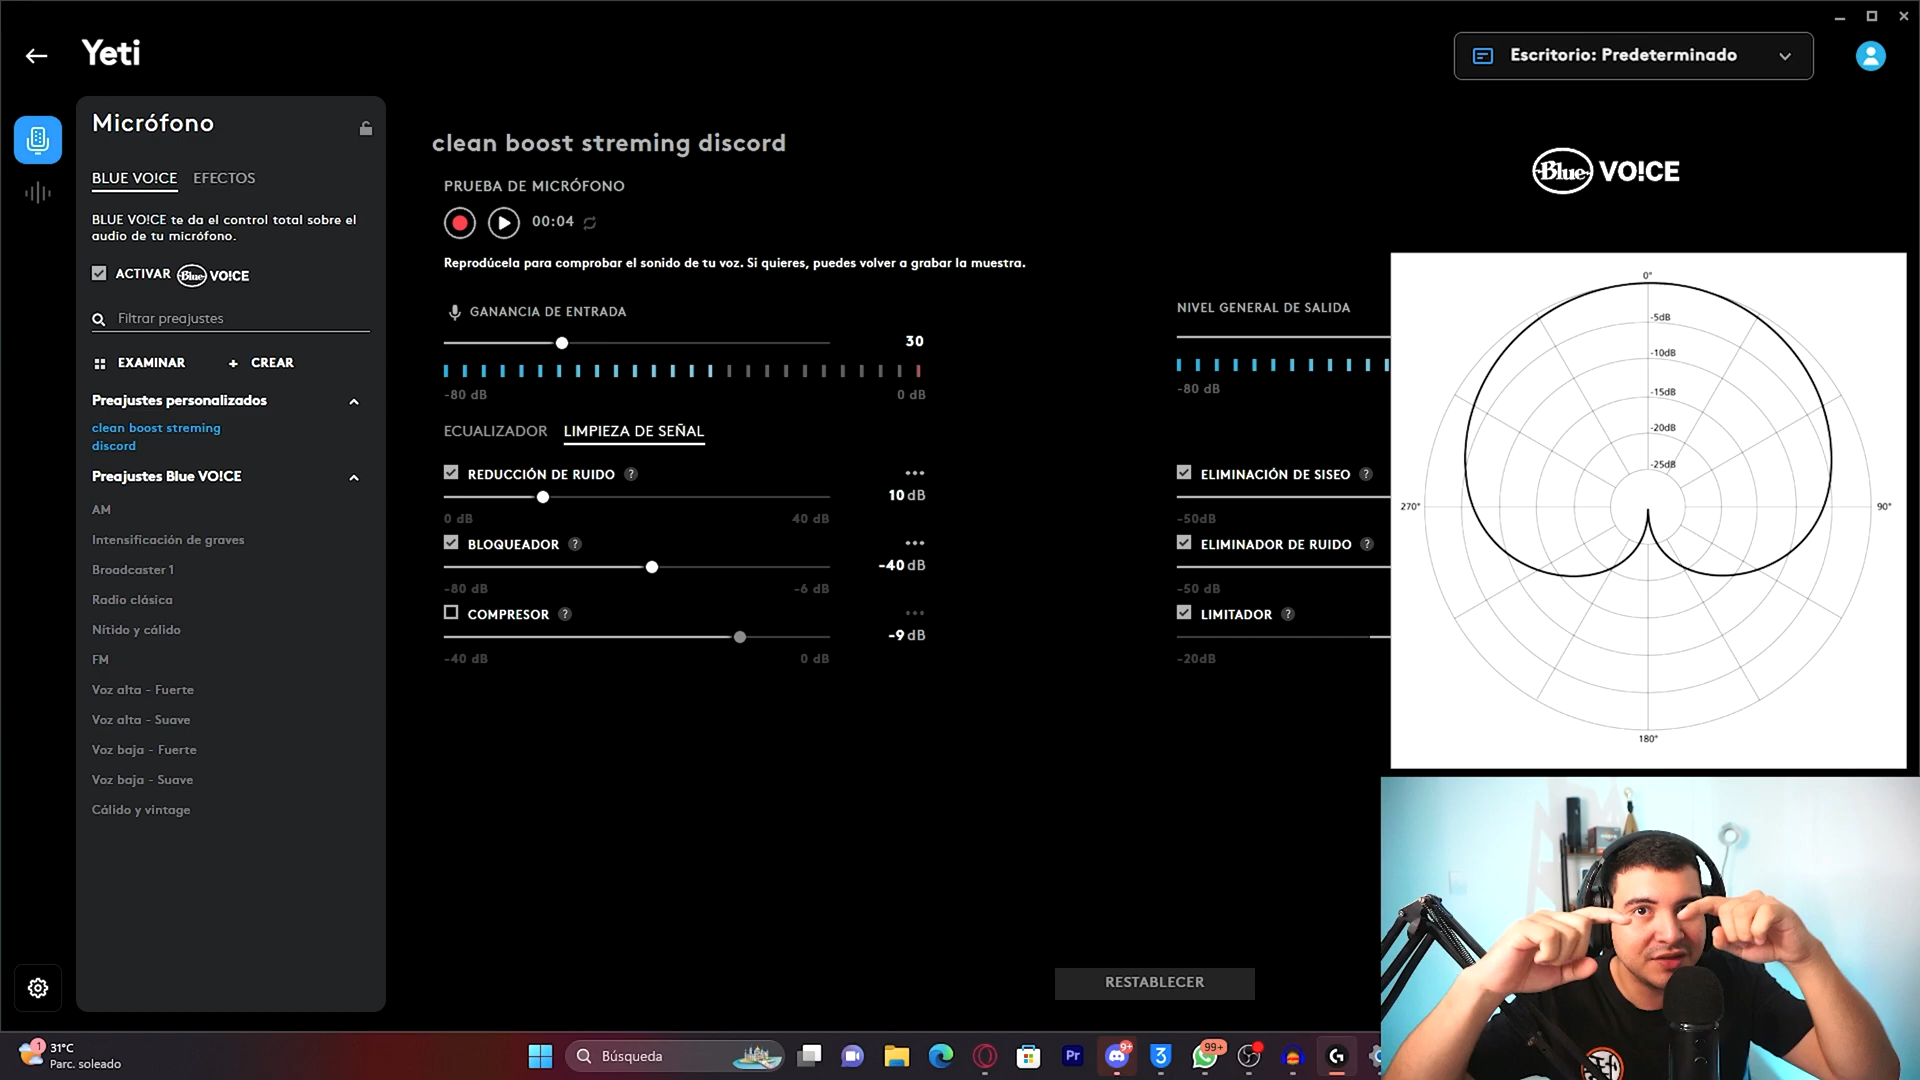 Yeti
Escritorio: Predeterminado
Micrófono
BLUE VO!CE EFECTOS
BLUE VO!CE te da el control total sobre el
audio de tu micrófono.
ACTIVAR Blue VO!CE
Filtrar preajustes
EXAMINAR + CREAR
Preajustes personalizados
clean boost streming
discord
Preajustes Blue VO!CE
AM
Intensificación de graves
Broadcaster 1
Radio clásica
Nítido y cálido
FM
Voz alta - Fuerte
Voz alta - Suave
Voz baja - Fuerte
Voz baja - Suave
Cálido y vintage
clean boost streming discord
PRUEBA DE MICRÓFONO
00:04
Reprodúcela para comprobar el sonido de tu voz. Si quieres, puedes volver a grabar la muestra.
GANANCIA DE ENTRADA
30
-80 dB 0 dB
ECUALIZADOR LIMPIEZA DE SEÑAL
REDUCCIÓN DE RUIDO ?
10 dB
0 dB 40 dB
BLOQUEADOR ?
-40 dB
-80 dB -6 dB
COMPRESOR ?
-9 dB
-40 dB 0 dB
Blue VO!CE
NIVEL GENERAL DE SALIDA
-80 dB
ELIMINACIÓN DE SISEO ?
-50dB
ELIMINADOR DE RUIDO ?
-50 dB
LIMITADOR ?
-20dB
0°
-5dB
-10dB
-15dB
-20dB
-25dB
270° 90°
180°
RESTABLECER
1
31°C
Parc. soleado
Búsqueda
Pr
9+
3
99+